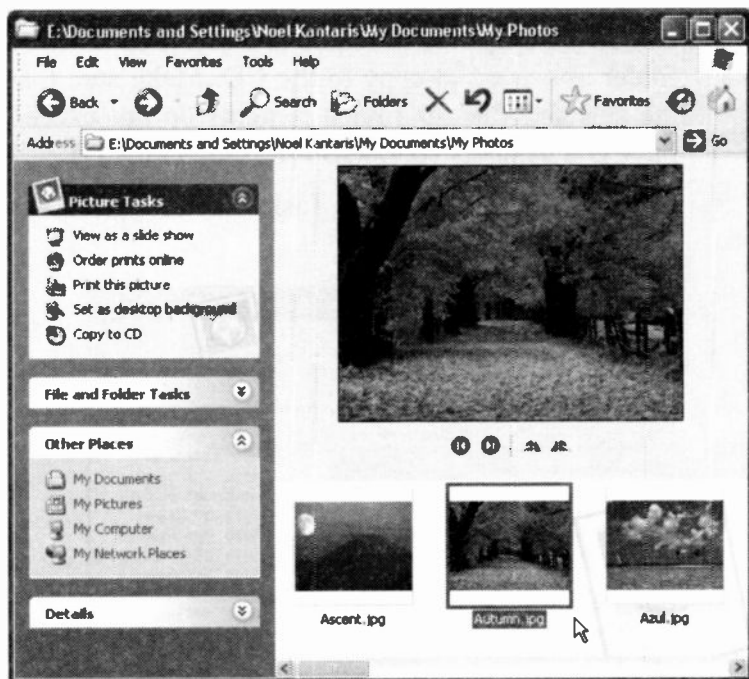 E:\Documents and Settings\Noel Kantaris\My Documents\My Photos
File Edit View Favorites Tools Help
Back Search Folders Favorites
Address E:\Documents and Settings\Noel Kantaris\My Documents\My Photos Go
Picture Tasks
View as a slide show
Order prints online
Print this picture
Set as desktop background
Copy to CD
File and Folder Tasks
Other Places
My Documents
My Pictures
My Computer
My Network Places
Details
Ascent.jpg Autumn.jpg Azul.jpg